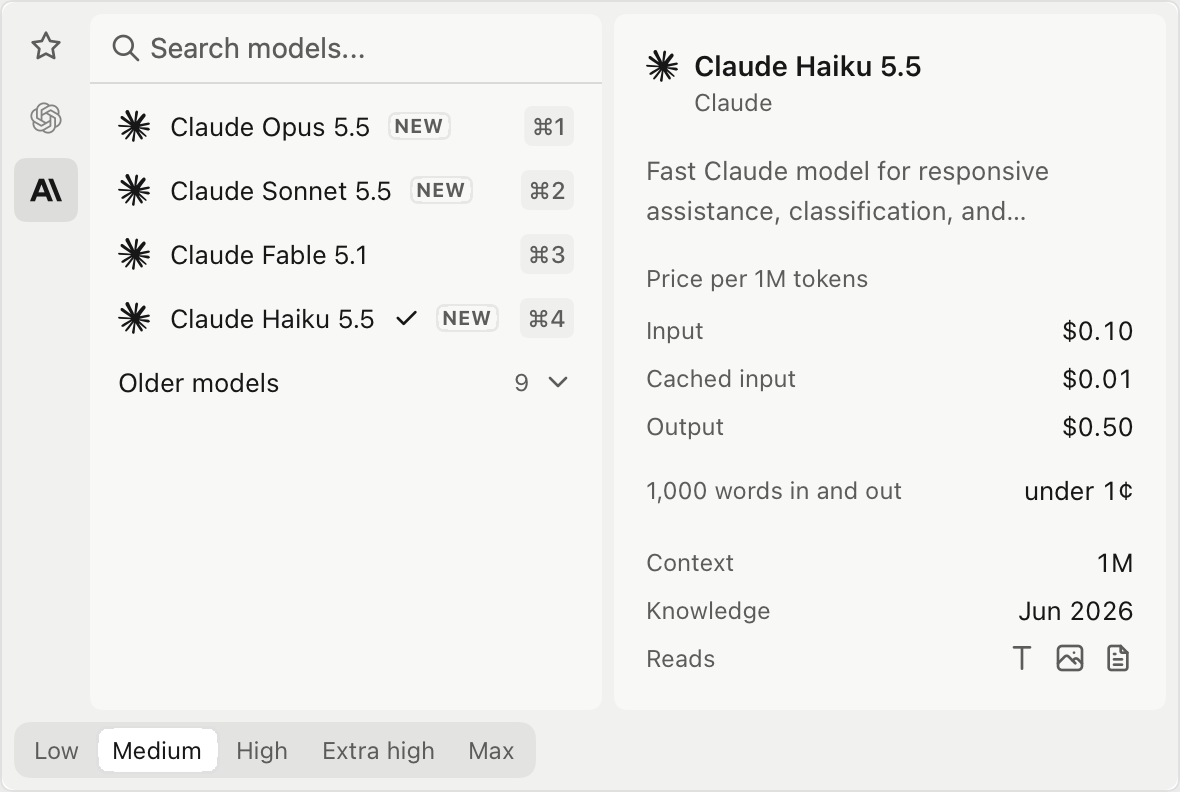 Search models...
Claude Opus 5.5 NEW ⌘1
Claude Sonnet 5.5 NEW ⌘2
Claude Fable 5.1 ⌘3
Claude Haiku 5.5 NEW ⌘4
Older models 9
Claude Haiku 5.5
Claude
Fast Claude model for responsive
assistance, classification, and...
Price per 1M tokens
Input $0.10
Cached input $0.01
Output $0.50
1,000 words in and out under 1¢
Context 1M
Knowledge Jun 2026
Reads
Low Medium High Extra high Max